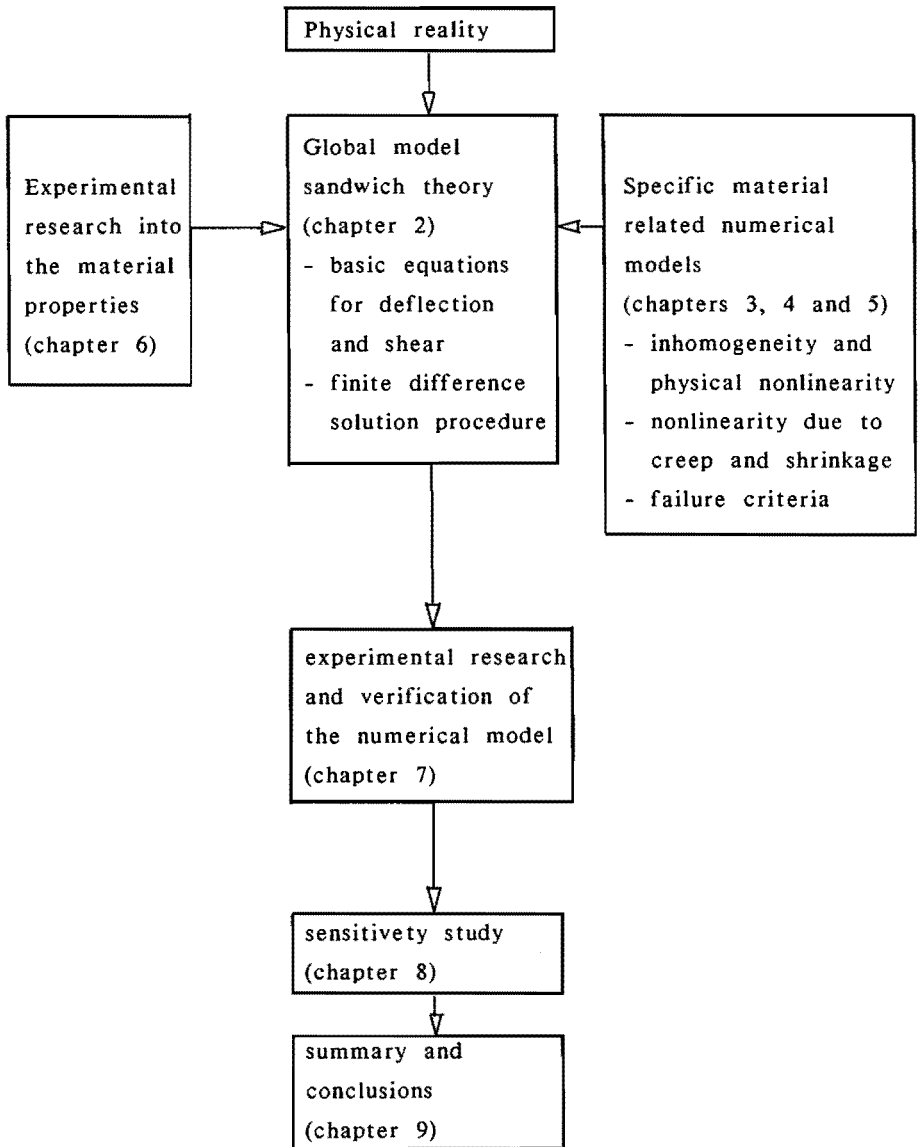 Physical reality
Experimental
research into
the material
properties
(chapter 6)
Global model
sandwich theory
(chapter 2)
- basic equations
for deflection
and shear
- finite difference
solution procedure
Specific material
related numerical
models
(chapters 3, 4 and 5)
- inhomogeneity and
physical nonlinearity
- nonlinearity due to
creep and shrinkage
- failure criteria
experimental research
and verification of
the numerical model
(chapter 7)
sensitivety study
(chapter 8)
summary and
conclusions
(chapter 9)